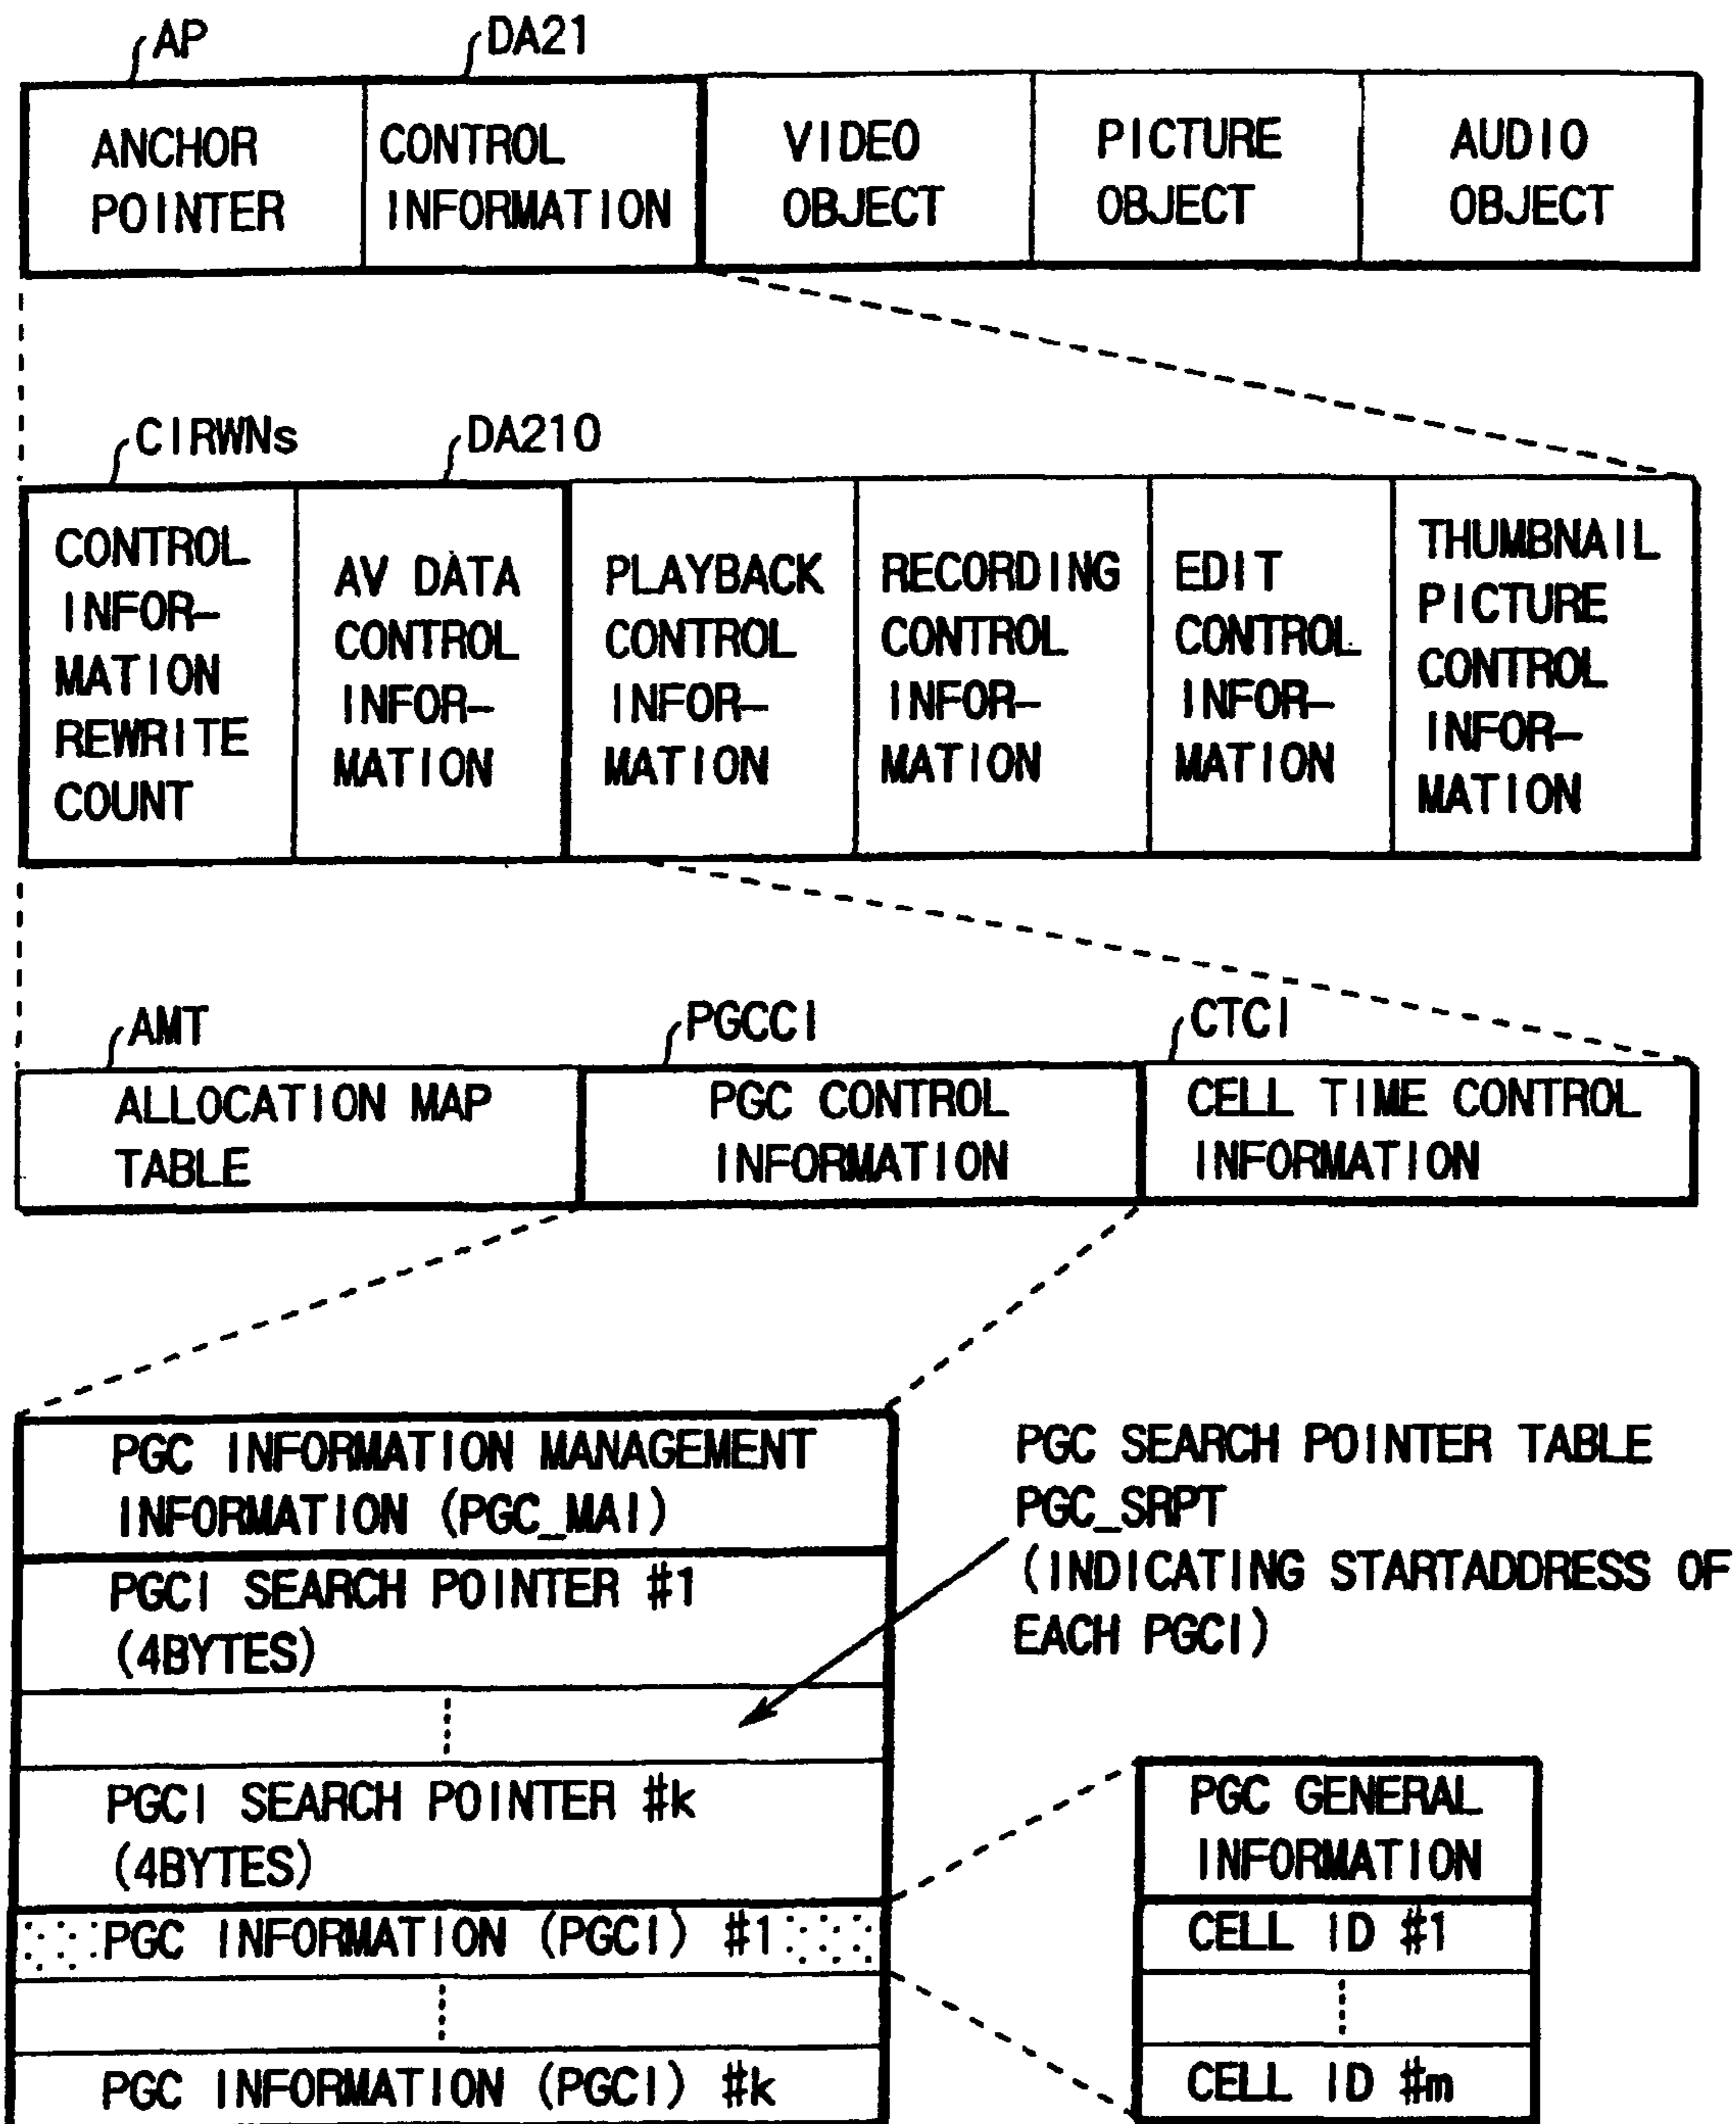 AP
DA21
ANCHOR
POINTER
CONTROL
INFORMATION
VIDEO
OBJECT
PICTURE
OBJECT
AUDIO
OBJECT
CIRWNs
DA210
CONTROL
INFOR-
MATION
REWRITE
COUNT
AV DATA
CONTROL
INFOR-
MATION
PLAYBACK
CONTROL
INFOR-
MATION
RECORDING
CONTROL
INFOR-
MATION
EDIT
CONTROL
INFOR-
MATION
THUMBNAIL
PICTURE
CONTROL
INFOR-
MATION
AMT
PGCCI
CTCI
ALLOCATION MAP
TABLE
PGC CONTROL
INFORMATION
CELL TIME CONTROL
INFORMATION
PGC INFORMATION MANAGEMENT
INFORMATION (PGC_MAI)
PGCI SEARCH POINTER #1
(4BYTES)
PGCI SEARCH POINTER #k
(4BYTES)
PGC INFORMATION (PGCI) #1
PGC INFORMATION (PGCI) #k
PGC SEARCH POINTER TABLE
PGC_SRPT
(INDICATING STARTADDRESS OF
EACH PGCI)
PGC GENERAL
INFORMATION
CELL ID #1
CELL ID #m